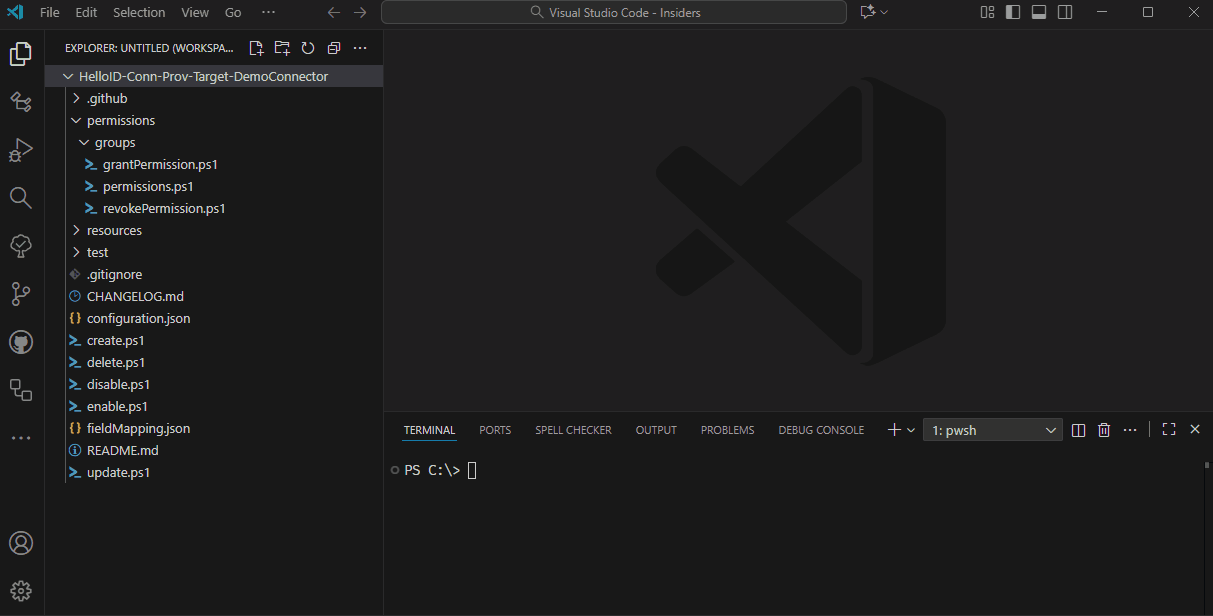 File Edit Selection View Go ··· Visual Studio Code - Insiders
EXPLORER: UNTITLED (WORKSPA...
HelloID-Conn-Prov-Target-DemoConnector
.github
permissions
groups
grantPermission.ps1
permissions.ps1
revokePermission.ps1
resources
test
.gitignore
CHANGELOG.md
configuration.json
create.ps1
delete.ps1
disable.ps1
enable.ps1
fieldMapping.json
README.md
update.ps1
TERMINAL PORTS SPELL CHECKER OUTPUT PROBLEMS DEBUG CONSOLE 1: pwsh
PS C:\>